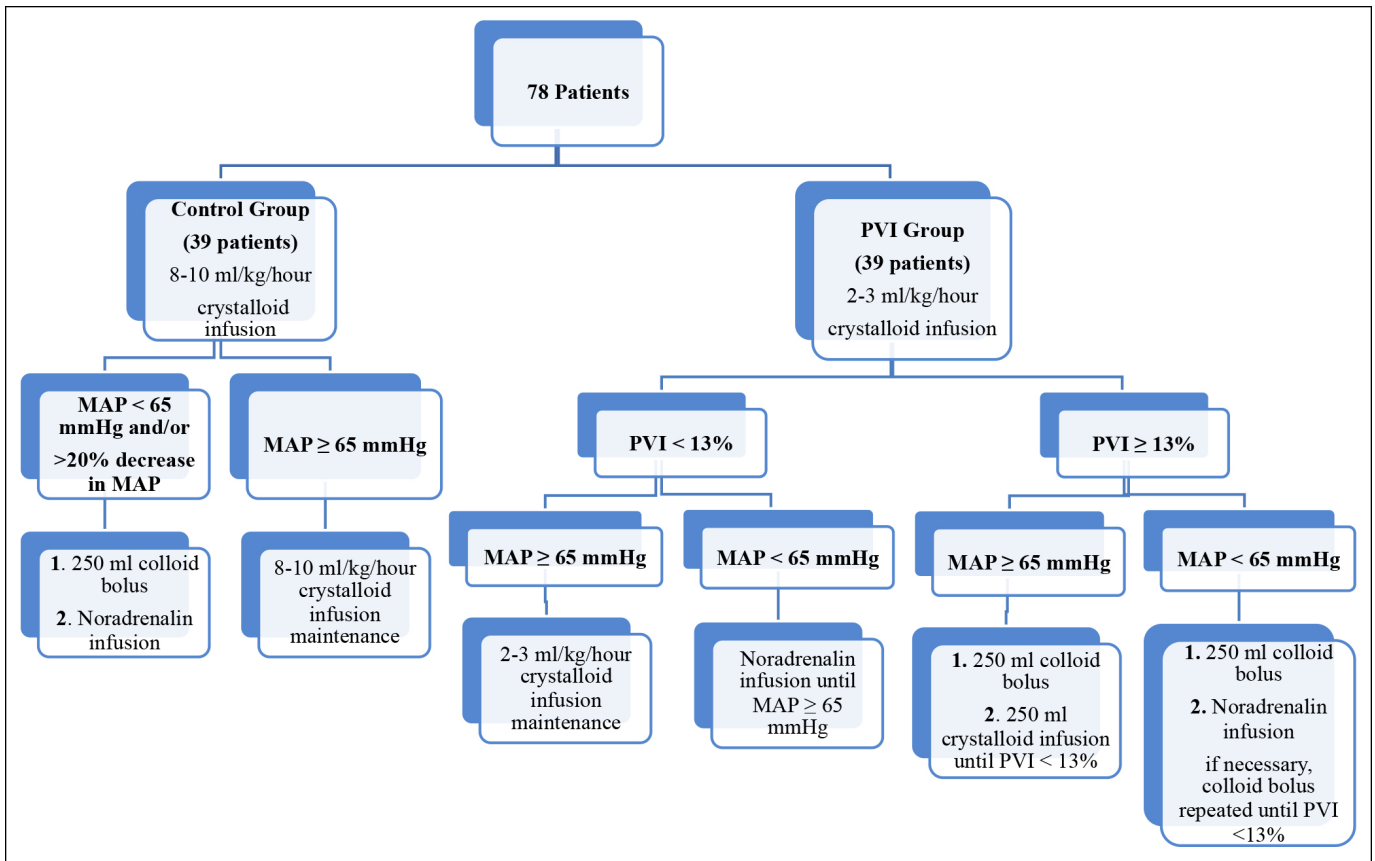 78 Patients
Control Group
(39 patients)
8-10 ml/kg/hour
crystalloid
infusion
PVI Group
(39 patients)
2-3 ml/kg/hour
crystalloid infusion
MAP < 65
mmHg and/or
>20% decrease
in MAP
MAP ≥ 65 mmHg
PVI < 13%
PVI ≥ 13%
1. 250 ml colloid
bolus
2. Noradrenalin
infusion
8-10 ml/kg/hour
crystalloid
infusion
maintenance
MAP ≥ 65 mmHg
MAP < 65 mmHg
MAP ≥ 65 mmHg
MAP < 65 mmHg
2-3 ml/kg/hour
crystalloid
infusion
maintenance
Noradrenalin
infusion until
MAP ≥ 65
mmHg
1. 250 ml colloid
bolus
2. 250 ml
crystalloid infusion
until PVI < 13%
1. 250 ml colloid
bolus
2. Noradrenalin
infusion
if necessary,
colloid bolus
repeated until PVI
<13%